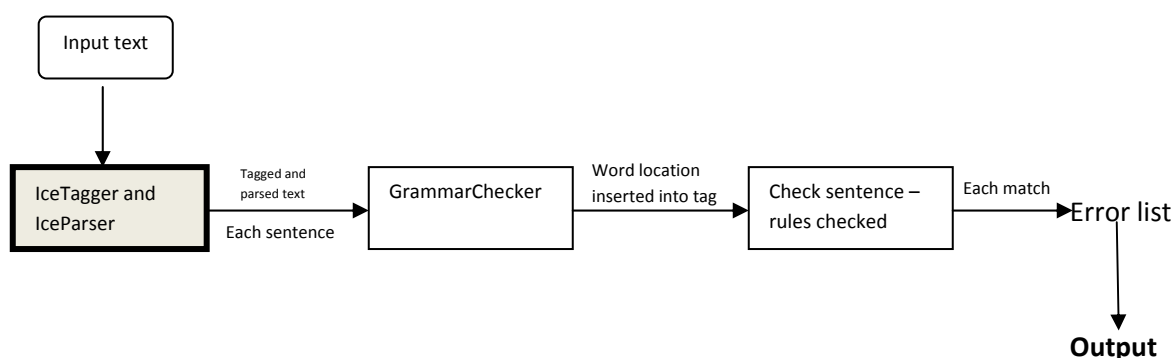 Input text
IceTagger and
IceParser
Tagged and
parsed text
Each sentence
GrammarChecker
Word location
inserted into tag
Check sentence –
rules checked
Each match
Error list
Output